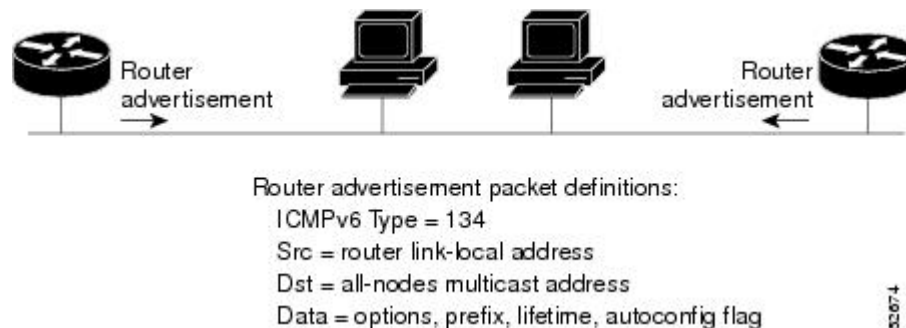 Router
advertisement
Router
advertisement
Router advertisement packet definitions:
ICMPv6 Type = 134
Src = router link-local address
Dst = all-nodes multicast address
Data = options, prefix, lifetime, autoconfig flag
52674